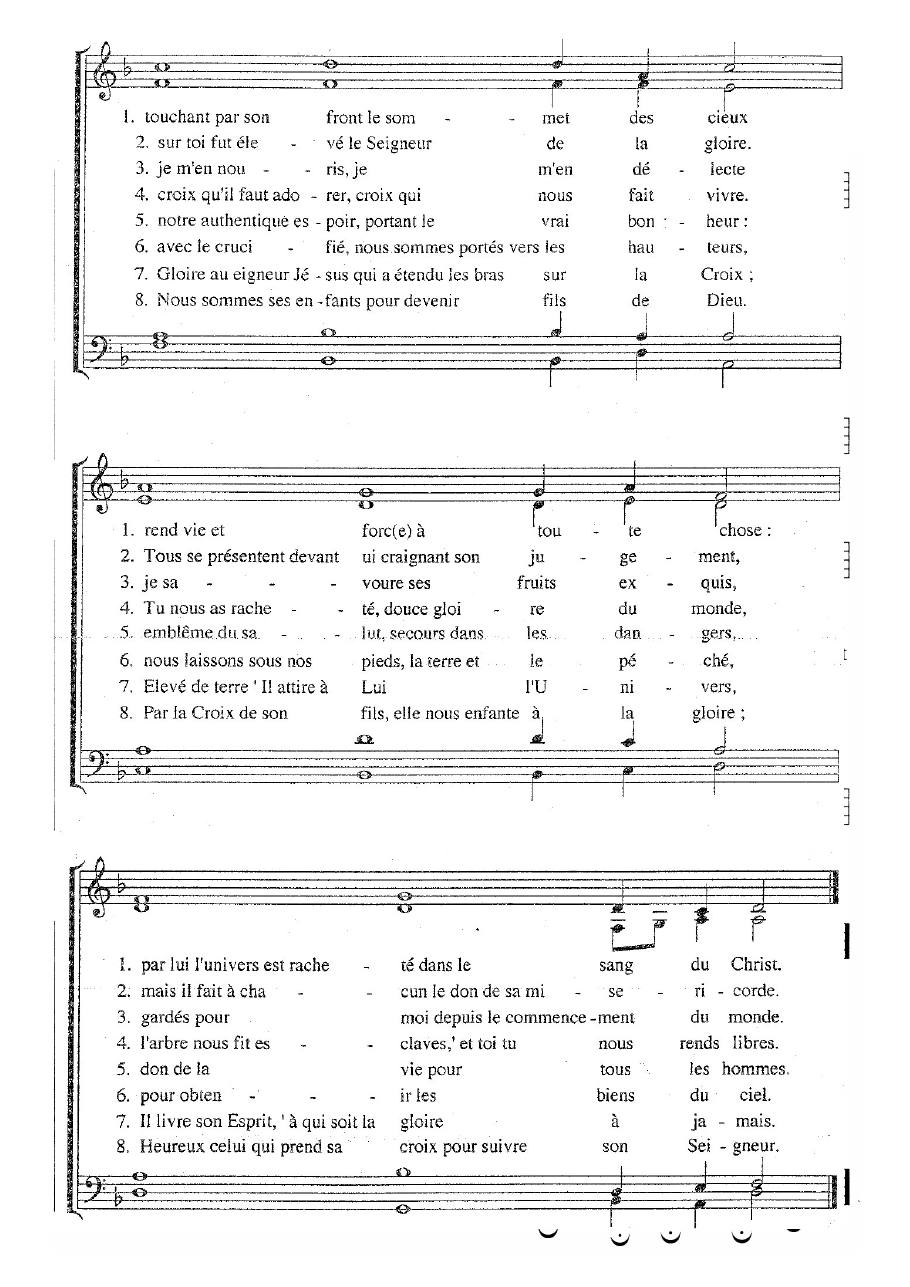 1. touchant par son front le som - - met des cieux
2. sur toi fut éle - vé le Seigneur de la gloire.
3. je m'en nou - - ris, je m'en dé - lecte
4. croix qu'il faut ado - rer, croix qui nous fait vivre.
5. notre authentique es - poir, portant le vrai bon - heur :
6. avec le cruci - fié, nous sommes portés vers les hau - teurs,
7. Gloire au eigneur Jé - sus qui a étendu les bras sur la Croix ;
8. Nous sommes ses en - fants pour devenir fils de Dieu.
1. rend vie et forc(e) à tou - te chose :
2. Tous se présentent devant ui craignant son ju - ge - ment,
3. je sa - - - voure ses fruits ex - quis,
4. Tu nous as rache - - té, douce gloi - re du monde,
5. emblême du sa - - - lut, secours dans les dan - gers,
6. nous laissons sous nos pieds, la terre et le pé - ché,
7. Elevé de terre ' Il attire à Lui l'U - ni - vers,
8. Par la Croix de son fils, elle nous enfante à la gloire ;
1. par lui l'univers est rache - té dans le sang du Christ.
2. mais il fait à cha - - cun le don de sa mi - se - ri - corde.
3. gardés pour moi depuis le commence - ment du monde.
4. l'arbre nous fit es - - claves,' et toi tu nous rends libres.
5. don de la vie pour tous les hommes.
6. pour obten - - - ir les biens du ciel.
7. Il livre son Esprit, ' à qui soit la gloire à ja - mais.
8. Heureux celui qui prend sa croix pour suivre son Sei - gneur.